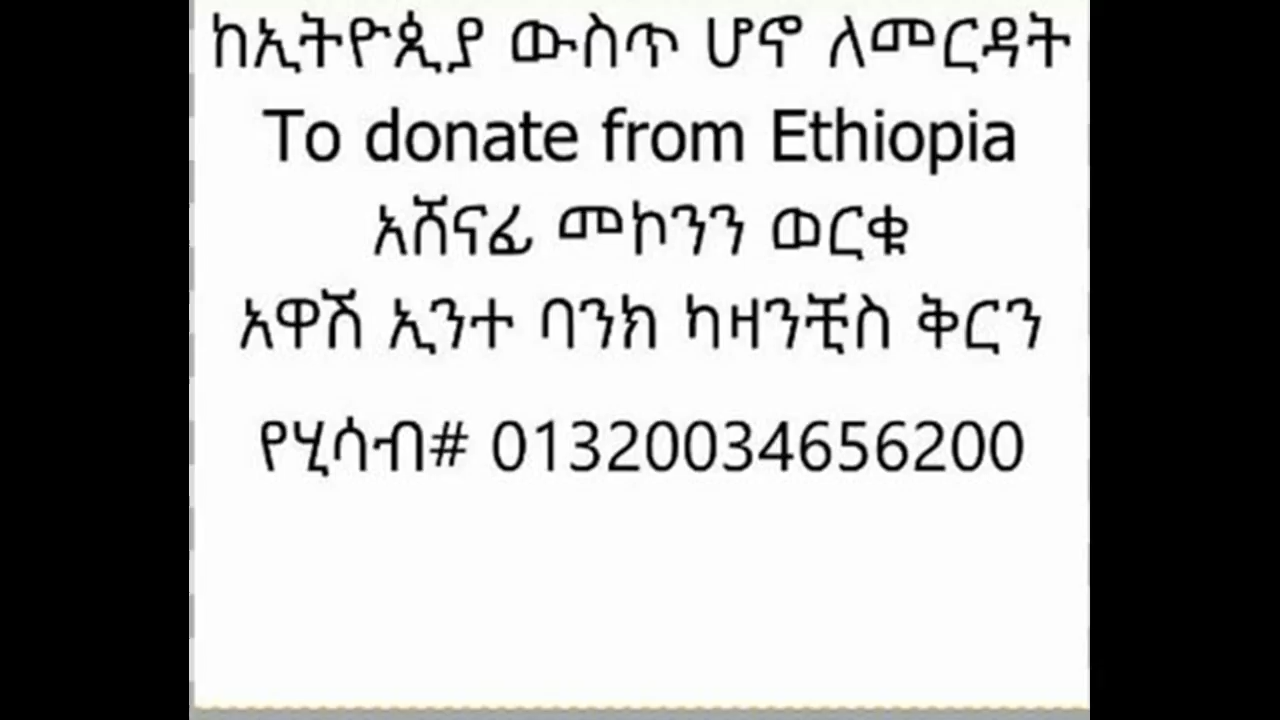 ከኢትዮጲያ ውስጥ ሆኖ ለመርዳት
To donate from Ethiopia
አሸናፊ መኮንን ወርቁ
አዋሽ ኢንተ ባንክ ካዛንቺስ ቅርን
የሂሳብ# 01320034656200